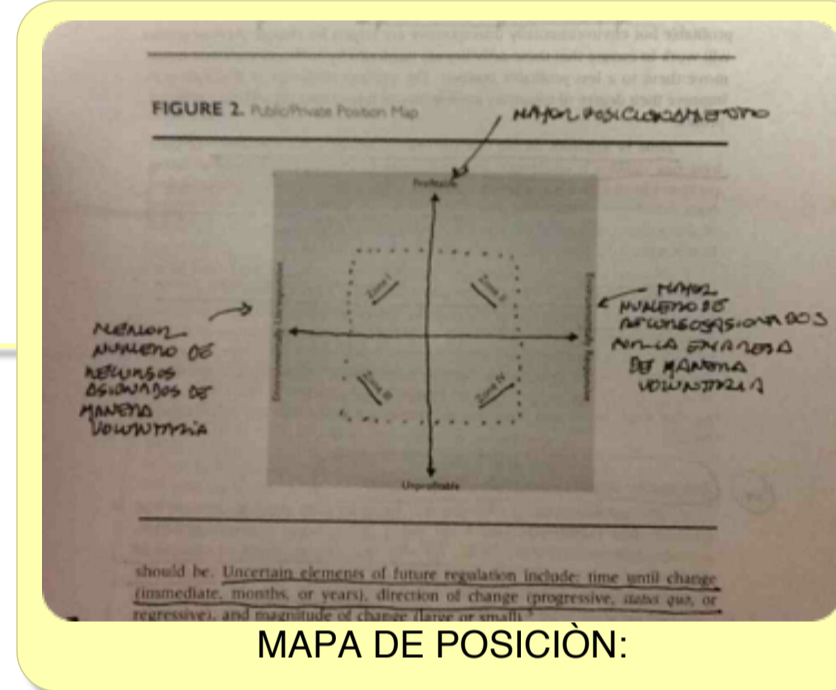 FIGURE 2. Public/Private Position Map
MAYOR POSICIONAMIENTO
Profitable
Zone I
Zone II
Environmentally Unresponsive
Environmentally Responsive
MENOR
NUMERO DE
RECURSOS
ASIGNADOS DE
MANERA
VOLUNTARIA
MAYOR
NUMERO DE
RECURSOS ASIGNADOS
POR LA EMPRESA
DE MANERA
VOLUNTARIA
Zone III
Zone IV
Unprofitable
should be. Uncertain elements of future regulation include: time until change
(immediate, months, or years), direction of change (progressive, status quo, or
regressive), and magnitude of change (large or small).
MAPA DE POSICIÒN: